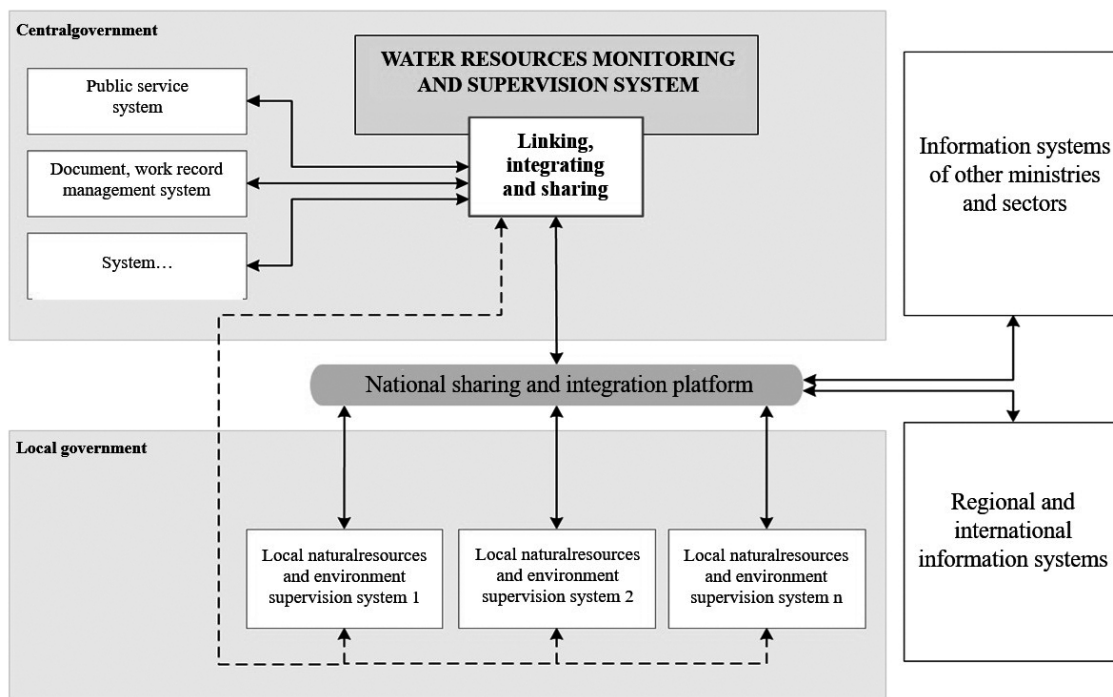 Centralgovernment
WATER RESOURCES MONITORING
AND SUPERVISION SYSTEM
Public service
system
Linking,
integrating
and sharing
Document, work record
management system
System…
Information systems
of other ministries
and sectors
National sharing and integration platform
Local government
Local naturalresources
and environment
supervision system 1
Local naturalresources
and environment
supervision system 2
Local naturalresources
and environment
supervision system n
Regional and
international
information systems